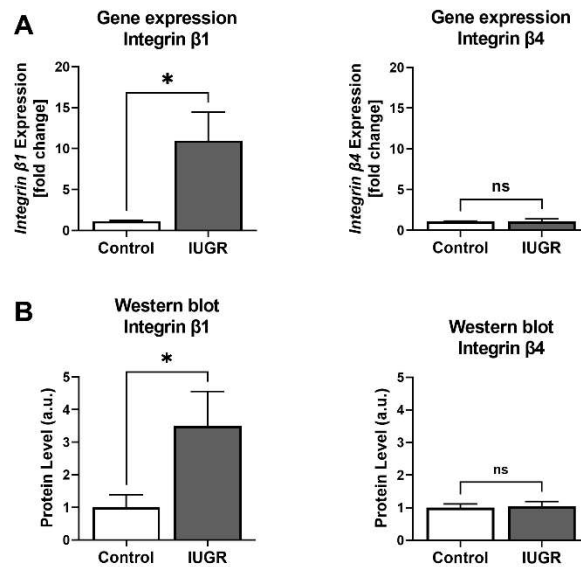 A
Gene expression
Integrin β1
Integrin β1 Expression
[fold change]
20
15
10
5
0
*
Control
IUGR
Gene expression
Integrin β4
Integrin β4 Expression
[fold change]
20
15
10
5
0
ns
Control
IUGR
B
Western blot
Integrin β1
Protein Level (a.u.)
5
4
3
2
1
0
*
Control
IUGR
Western blot
Integrin β4
Protein Level (a.u.)
5
4
3
2
1
0
ns
Control
IUGR